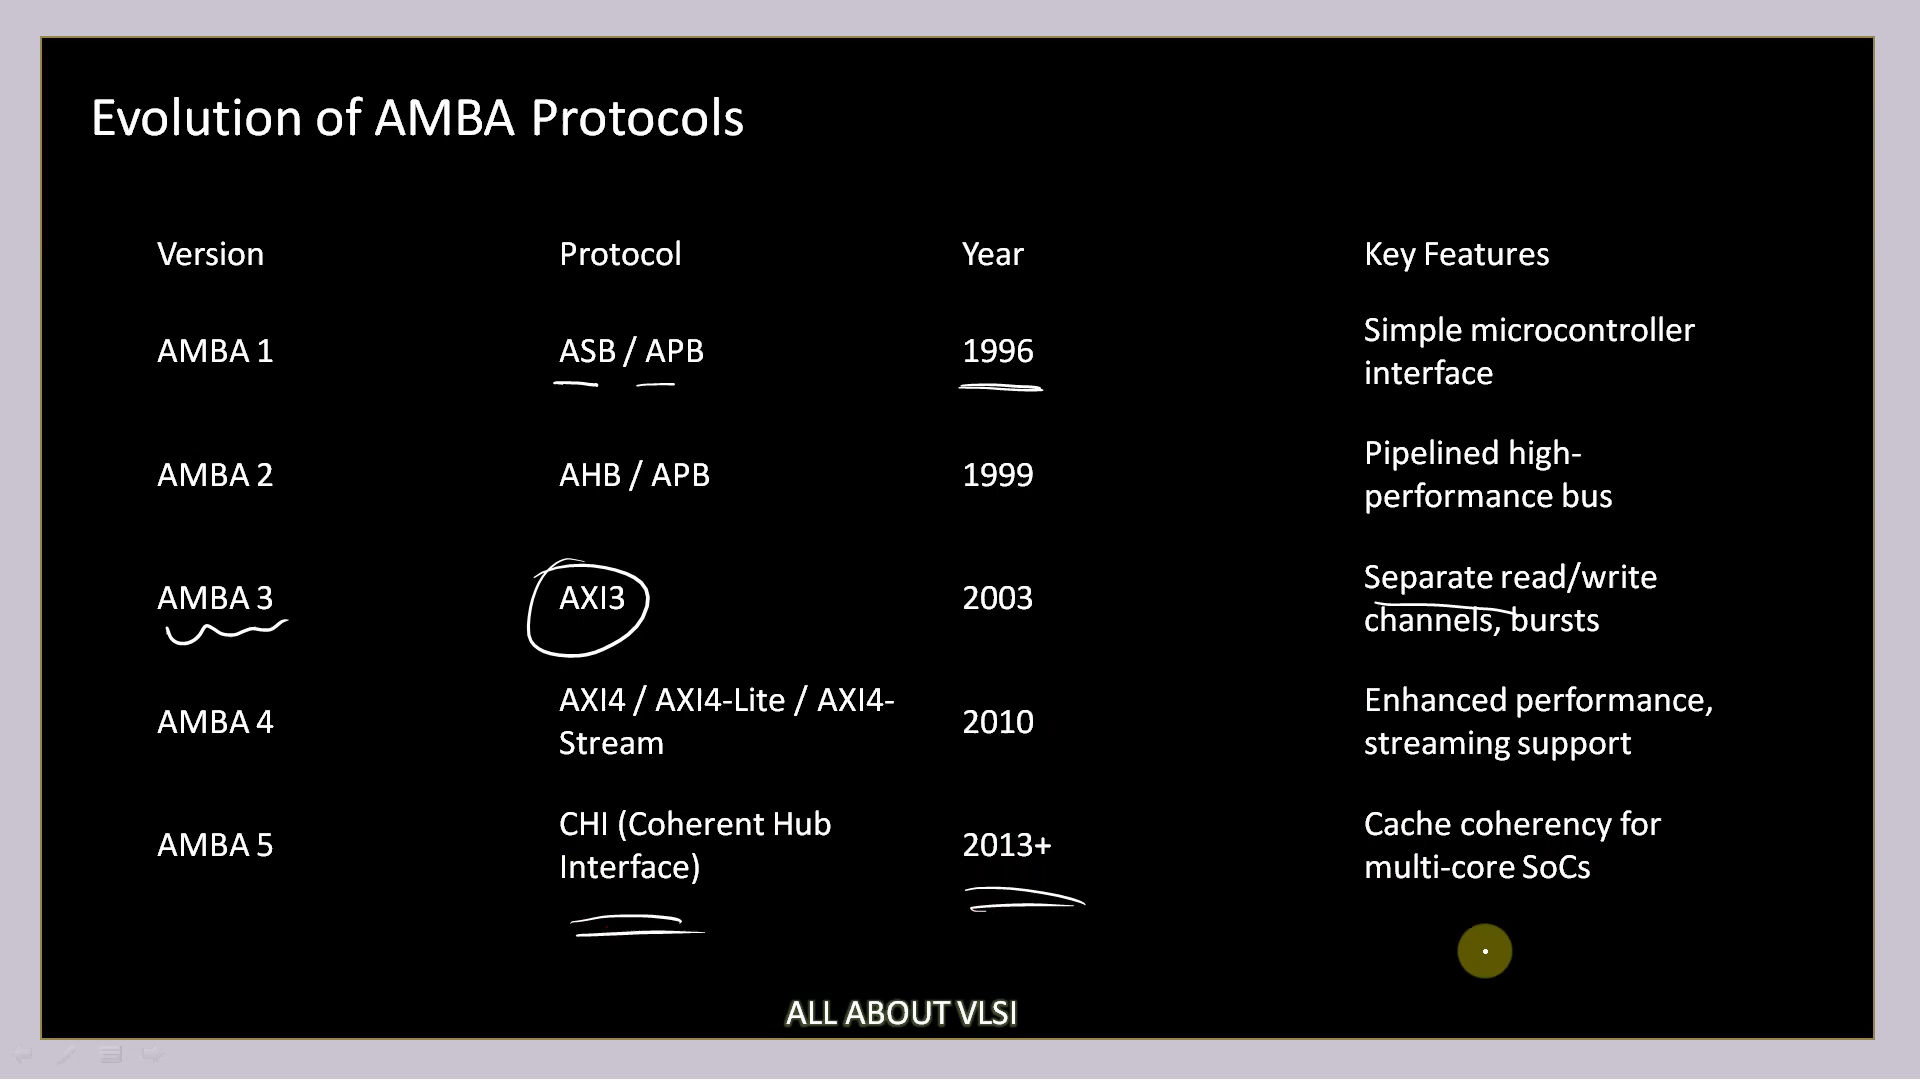 Evolution of AMBA Protocols
Version Protocol Year Key Features
AMBA 1 ASB / APB 1996 Simple microcontroller
interface
AMBA 2 AHB / APB 1999 Pipelined high-
performance bus
AMBA 3 AXI3 2003 Separate read/write
channels, bursts
AMBA 4 AXI4 / AXI4-Lite / AXI4-
Stream 2010 Enhanced performance,
streaming support
AMBA 5 CHI (Coherent Hub
Interface) 2013+ Cache coherency for
multi-core SoCs
ALL ABOUT VLSI